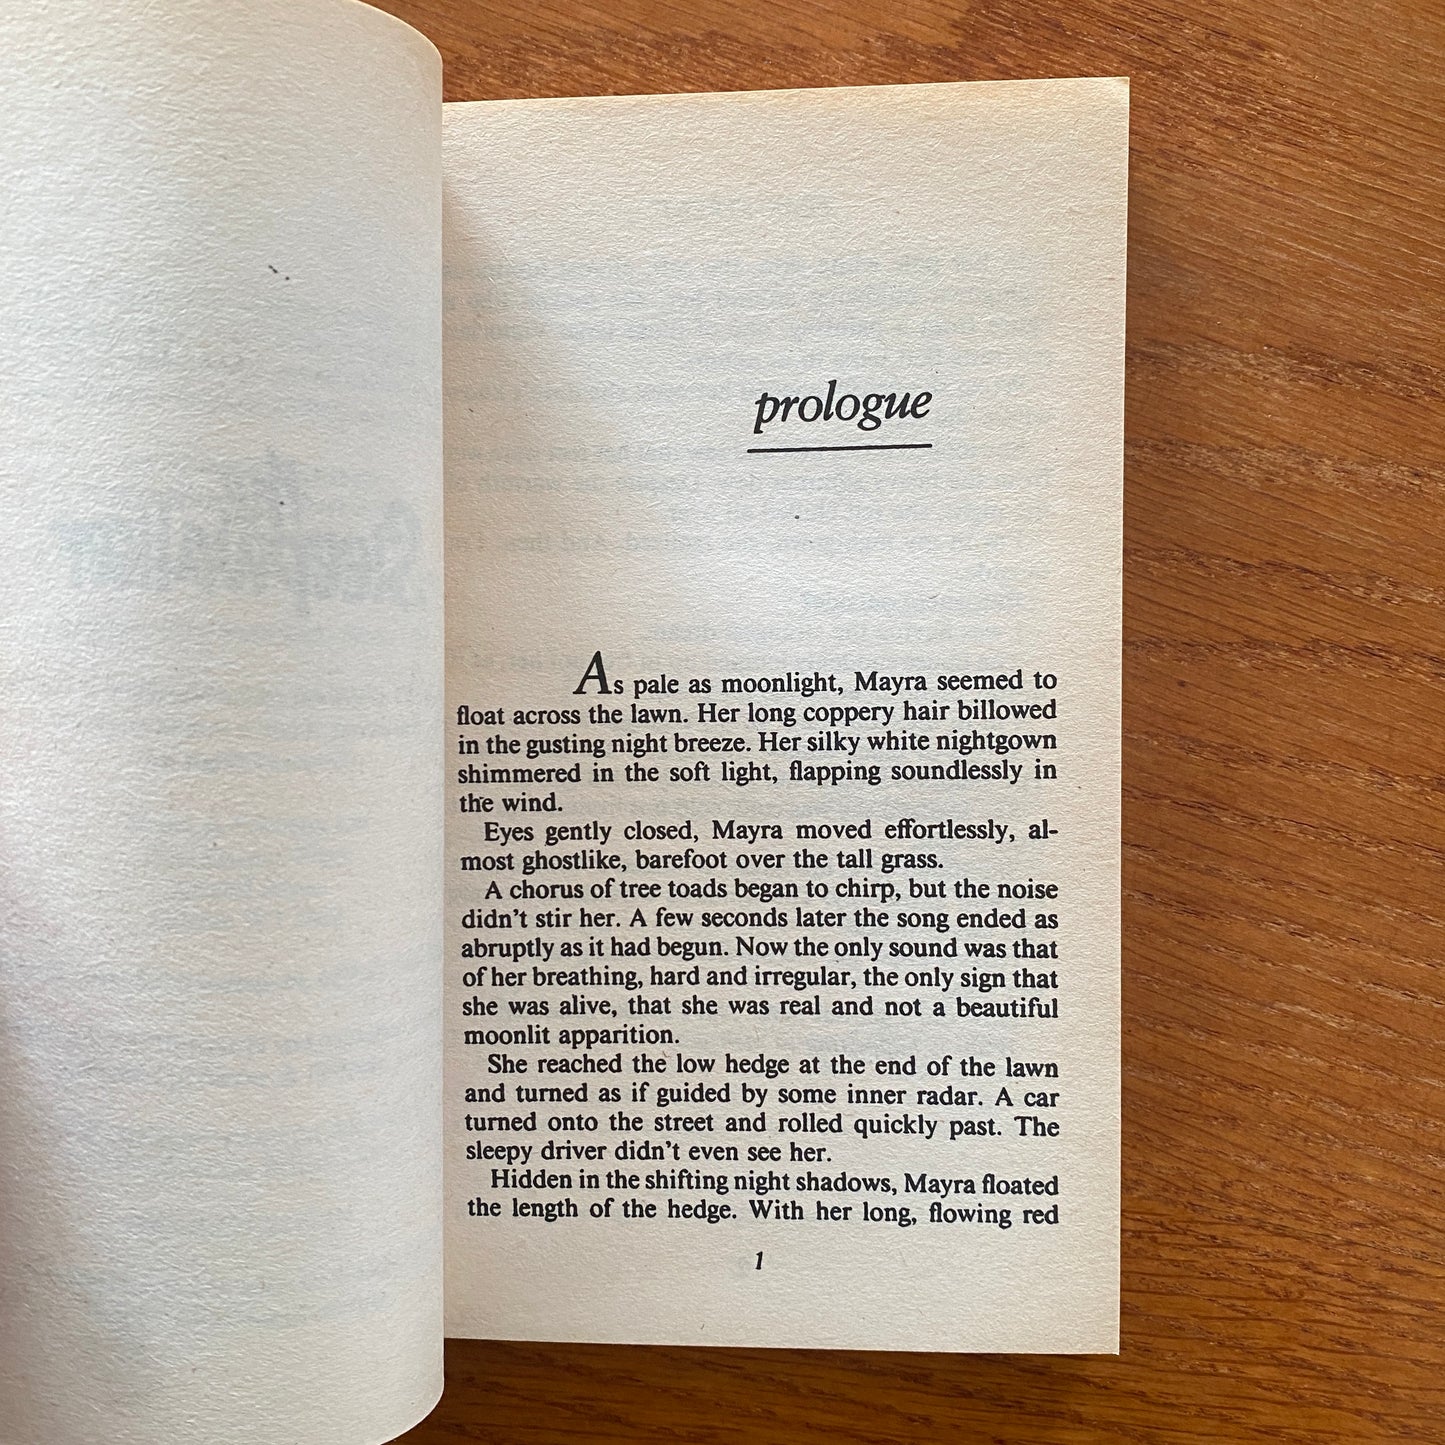 prologue
As pale as moonlight, Mayra seemed to
float across the lawn. Her long coppery hair billowed
in the gusting night breeze. Her silky white nightgown
shimmered in the soft light, flapping soundlessly in
the wind.
Eyes gently closed, Mayra moved effortlessly, al-
most ghostlike, barefoot over the tall grass.
A chorus of tree toads began to chirp, but the noise
didn't stir her. A few seconds later the song ended as
abruptly as it had begun. Now the only sound was that
of her breathing, hard and irregular, the only sign that
she was alive, that she was real and not a beautiful
moonlit apparition.
She reached the low hedge at the end of the lawn
and turned as if guided by some inner radar. A car
turned onto the street and rolled quickly past. The
sleepy driver didn't even see her.
Hidden in the shifting night shadows, Mayra floated
the length of the hedge. With her long, flowing red
1